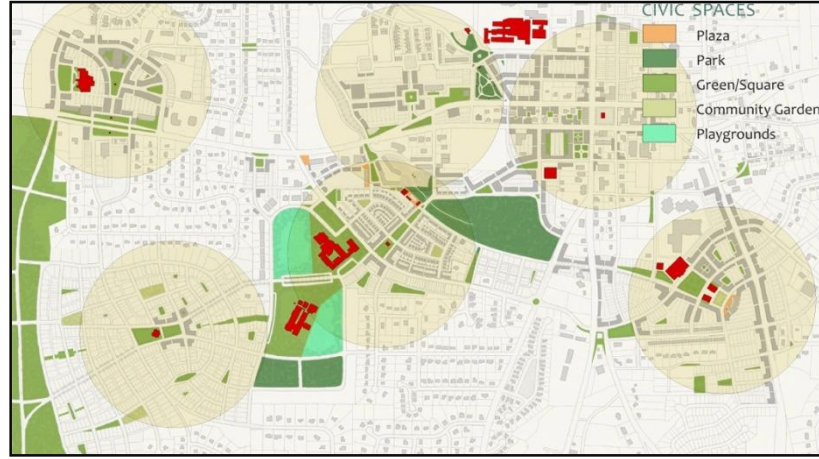 CIVIC SPACES
Plaza
Park
Green/Square
Community Garden
Playgrounds